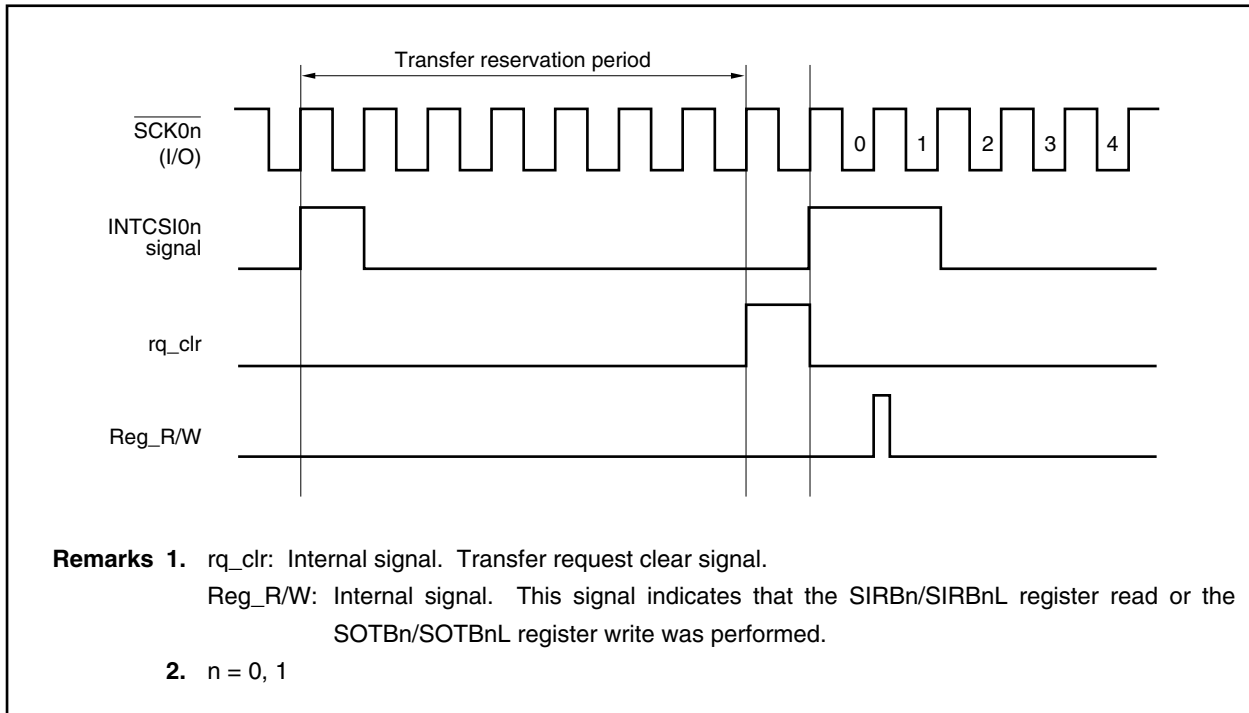 Transfer reservation period
SCK0n
(I/O)
0 1 2 3 4
INTCSI0n
signal
rq_clr
Reg_R/W
Remarks 1. rq_clr: Internal signal. Transfer request clear signal.
Reg_R/W: Internal signal. This signal indicates that the SIRBn/SIRBnL register read or the
SOTBn/SOTBnL register write was performed.
2. n = 0, 1